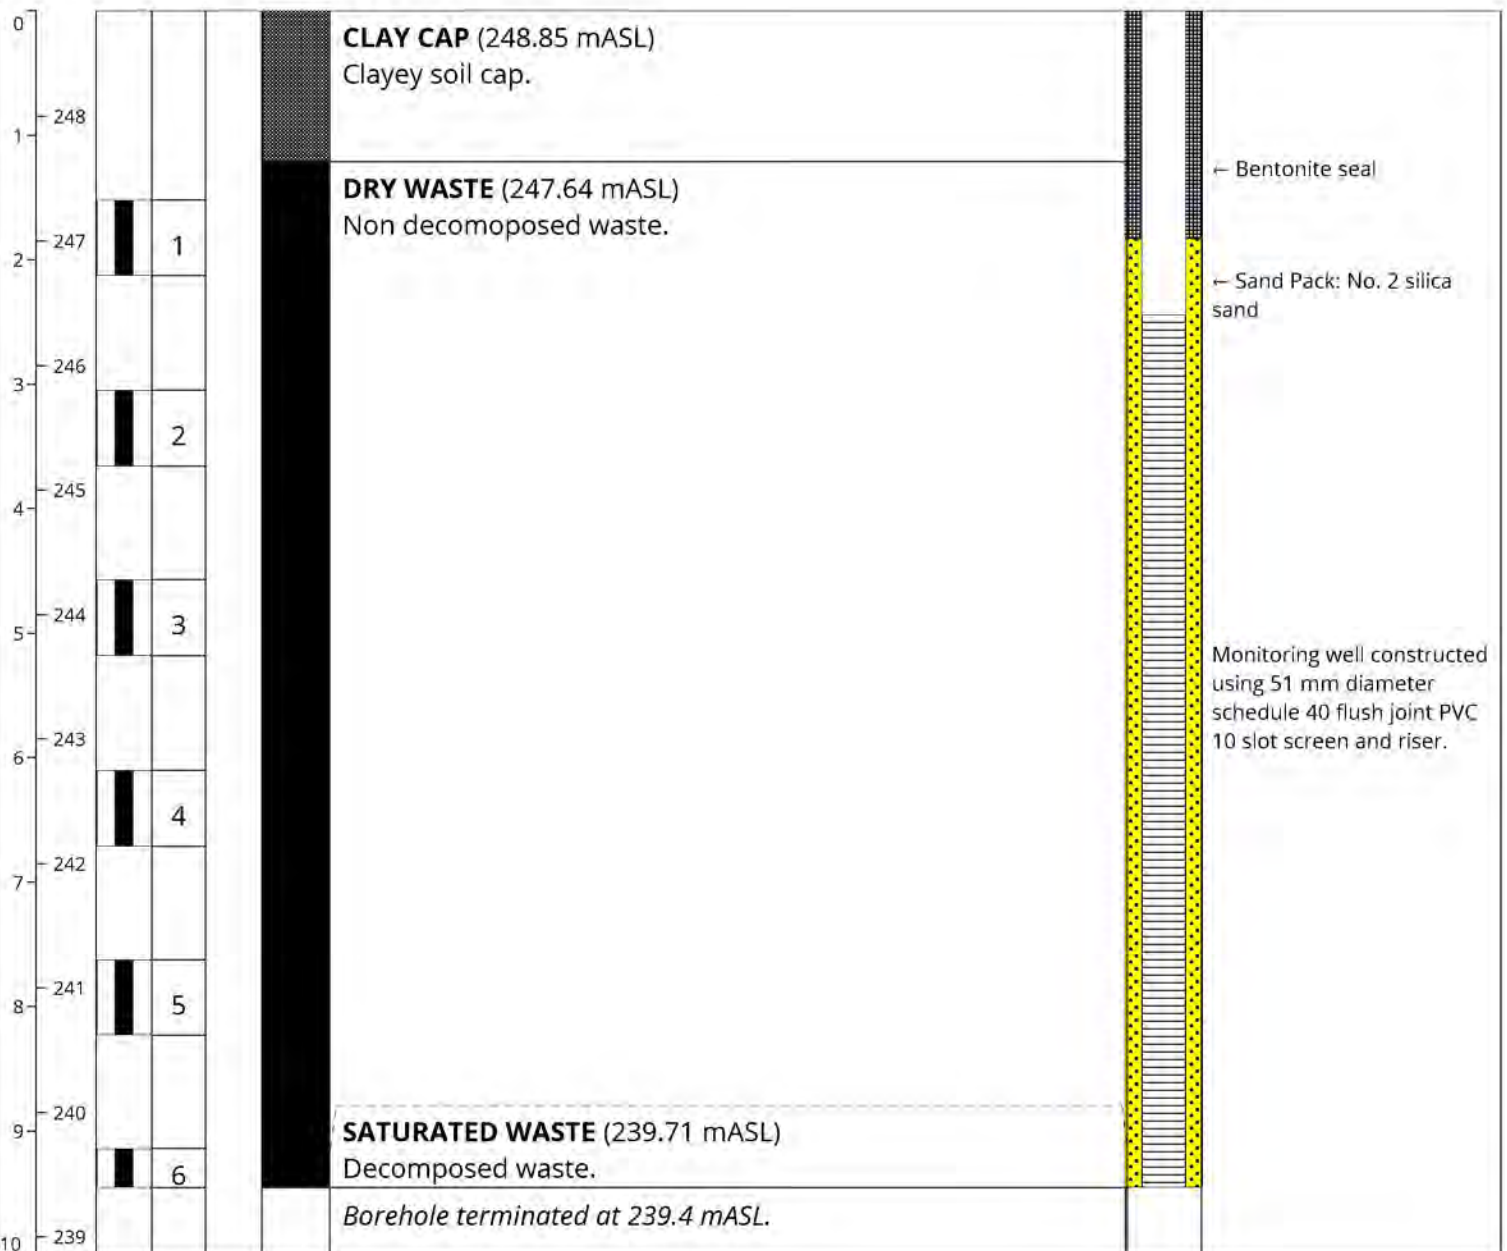 0
CLAY CAP (248.85 mASL)
Clayey soil cap.
248
1
← Bentonite seal
DRY WASTE (247.64 mASL)
Non decomoposed waste.
247
1
2
← Sand Pack: No. 2 silica
sand
246
3
2
245
4
244
3
5
Monitoring well constructed
using 51 mm diameter
schedule 40 flush joint PVC
10 slot screen and riser.
243
6
4
242
7
241
5
8
240
9
SATURATED WASTE (239.71 mASL)
Decomposed waste.
6
Borehole terminated at 239.4 mASL.
239
10